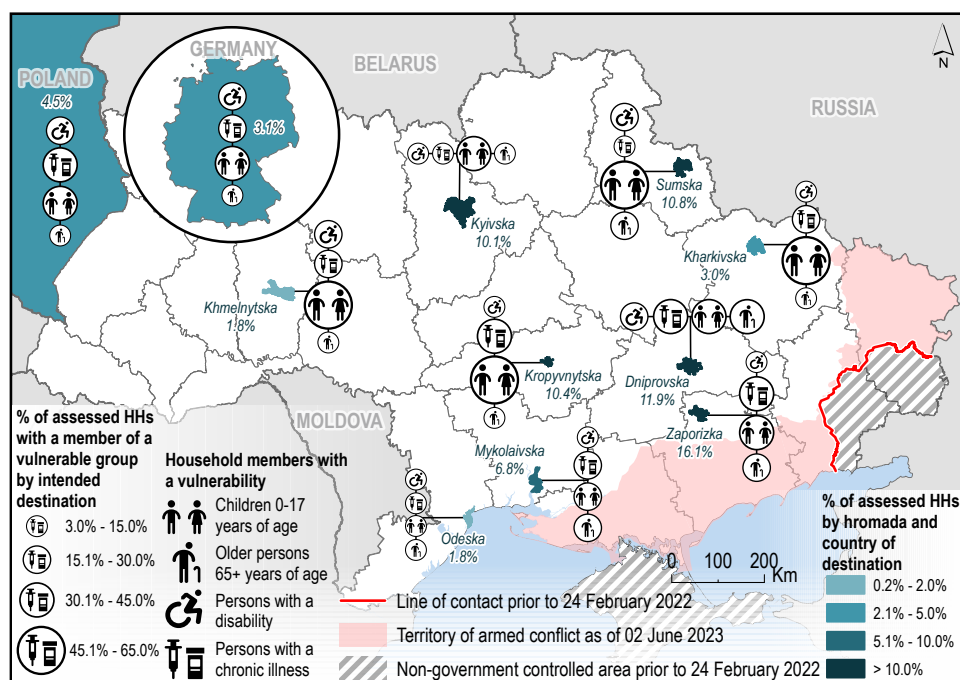 GERMANY
BELARUS
POLAND
4.5%
3.1%
N
RUSSIA
Sumska
10.8%
Kyivska
10.1%
Kharkivska
3.0%
Khmelnytska
1.8%
Kropyvnytska
10.4%
Dniprovska
11.9%
MOLDOVA
Zaporizka
16.1%
Mykolaivska
6.8%
Odeska
1.8%
% of assessed HHs
with a member of a
vulnerable group
by intended
destination
3.0% - 15.0%
15.1% - 30.0%
30.1% - 45.0%
45.1% - 65.0%
Household members with
a vulnerability
Children 0-17
years of age
Older persons
65+ years of age
Persons with a
disability
Persons with a
chronic illness
0 100 200
Km
Line of contact prior to 24 February 2022
Territory of armed conflict as of 02 June 2023
Non-government controlled area prior to 24 February 2022
% of assessed HHs
by hromada and
country of
destination
0.2% - 2.0%
2.1% - 5.0%
5.1% - 10.0%
> 10.0%